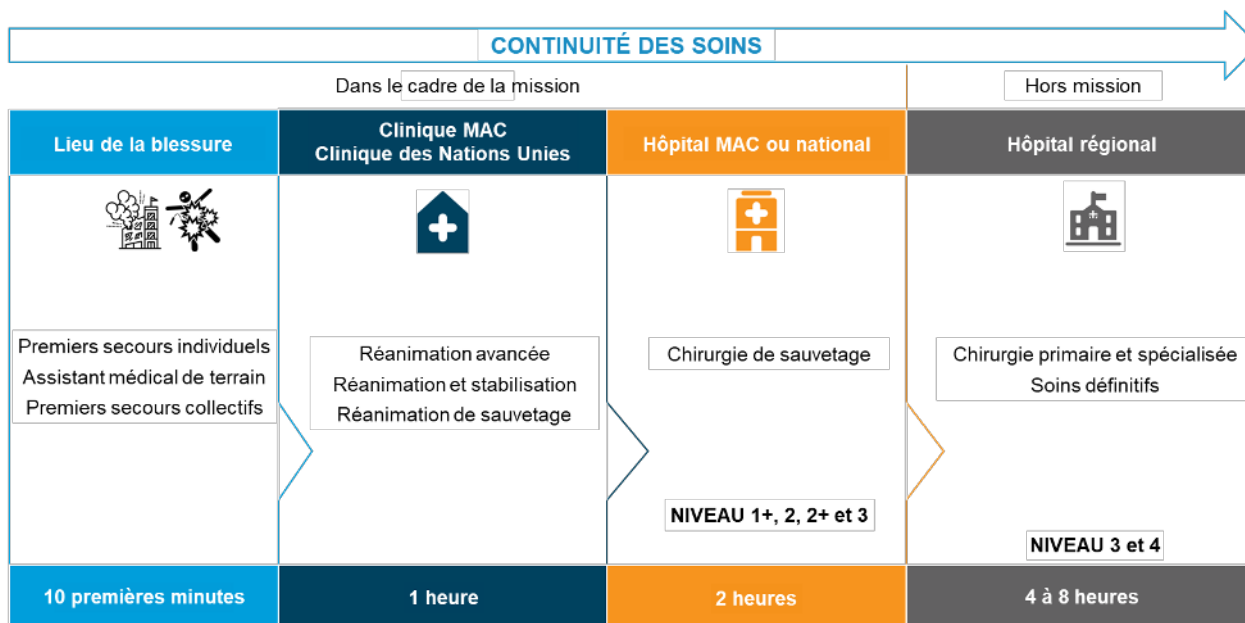 CONTINUITÉ DES SOINS
Dans le cadre de la mission
Hors mission
Lieu de la blessure
Clinique MAC
Clinique des Nations Unies
Hôpital MAC ou national
Hôpital régional
Premiers secours individuels
Assistant médical de terrain
Premiers secours collectifs
Réanimation avancée
Réanimation et stabilisation
Réanimation de sauvetage
Chirurgie de sauvetage
Chirurgie primaire et spécialisée
Soins définitifs
NIVEAU 1+, 2, 2+ et 3
NIVEAU 3 et 4
10 premières minutes
1 heure
2 heures
4 à 8 heures